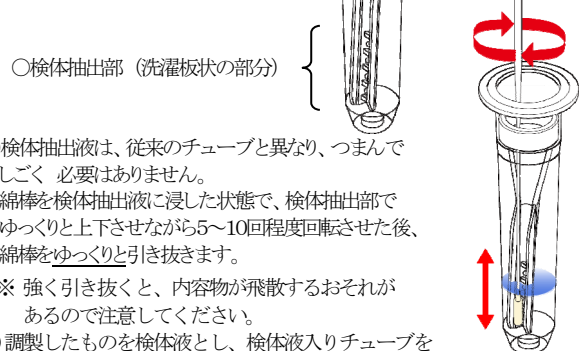 ○検体抽出部（洗濯板状の部分）
検体抽出液は、従来のチューブと異なり、つまんで
しごく 必要はありません。
綿棒を検体抽出液に浸した状態で、検体抽出部で
ゆっくりと上下させながら5～10回程度回転させた後、
綿棒をゆっくりと引き抜きます。
※ 強く引き抜くと、内容物が飛散するおそれが
あるので注意してください。
）調製したものを検体液とし、検体液入りチューブを